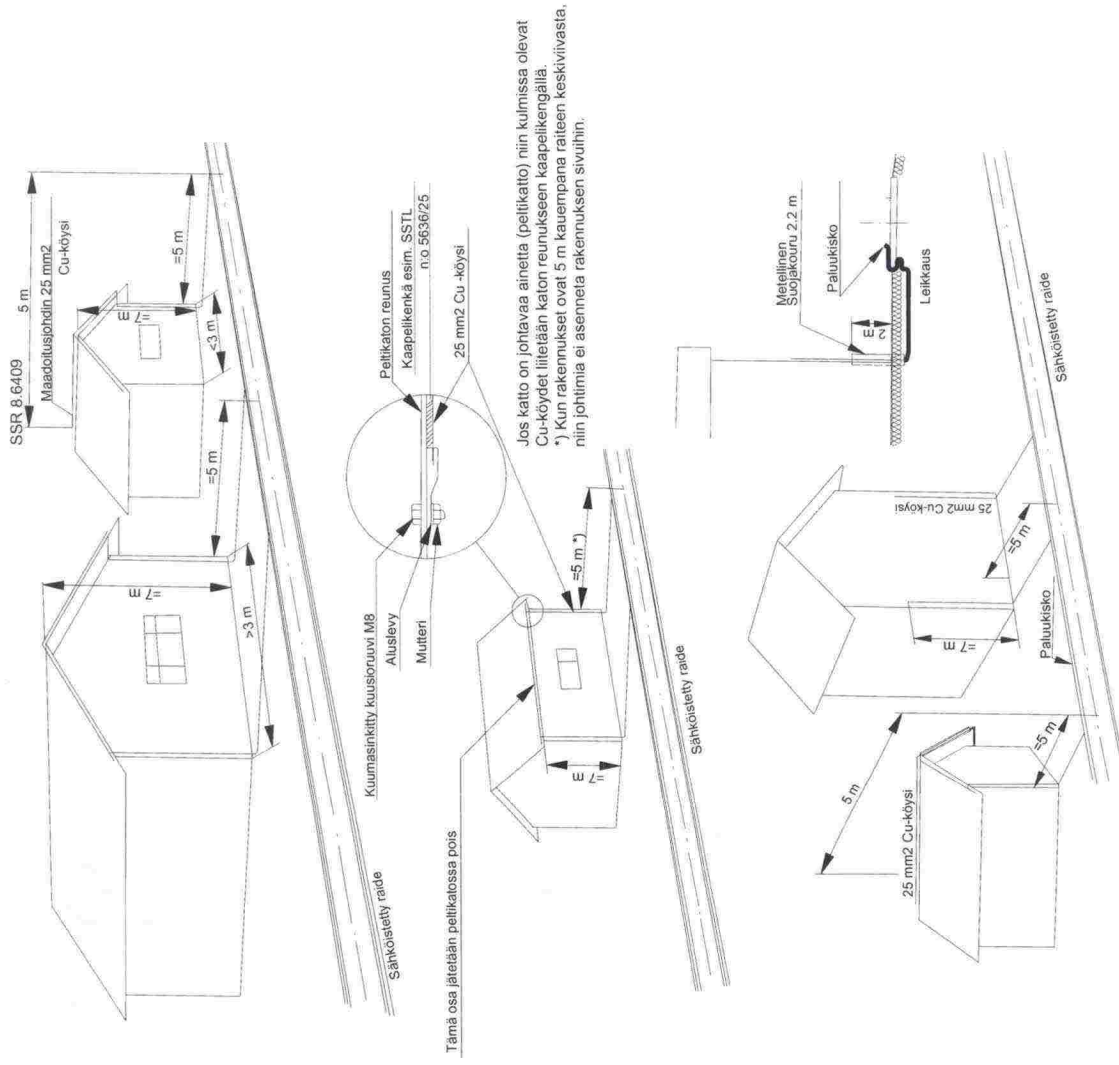 SSR 8.6409
5 m
Maadoitusjohdin 25 mm2
Cu-köysi
=7 m
=5 m
<3 m
=5 m
=7 m
>3 m
Sähköistetty raide
Kuumasinkitty kuusioruuvi M8
Aluslevy
Mutteri
Peltikaton reunus
Kaapelikenkä esim. SSTL
n:o 5636/25
25 mm2 Cu -köysi
Tämä osa jätetään peltikatossa pois
=7 m
=5 m *)
Sähköistetty raide
Jos katto on johtavaa ainetta (peltikatto) niin kulmissa olevat
Cu-köydet liitetään katon reunukseen kaapelikengällä.
*) Kun rakennukset ovat 5 m kauempana raiteen keskiviivasta,
niin johtimia ei asenneta rakennuksen sivuihin.
Metellinen
Suojakouru 2.2 m
Paluukisko
2 m
Leikkaus
25 mm2 Cu-köysi
5 m
=5 m
=7 m
25 mm2 Cu-köysi
=5 m
Paluukisko
Sähköistetty raide